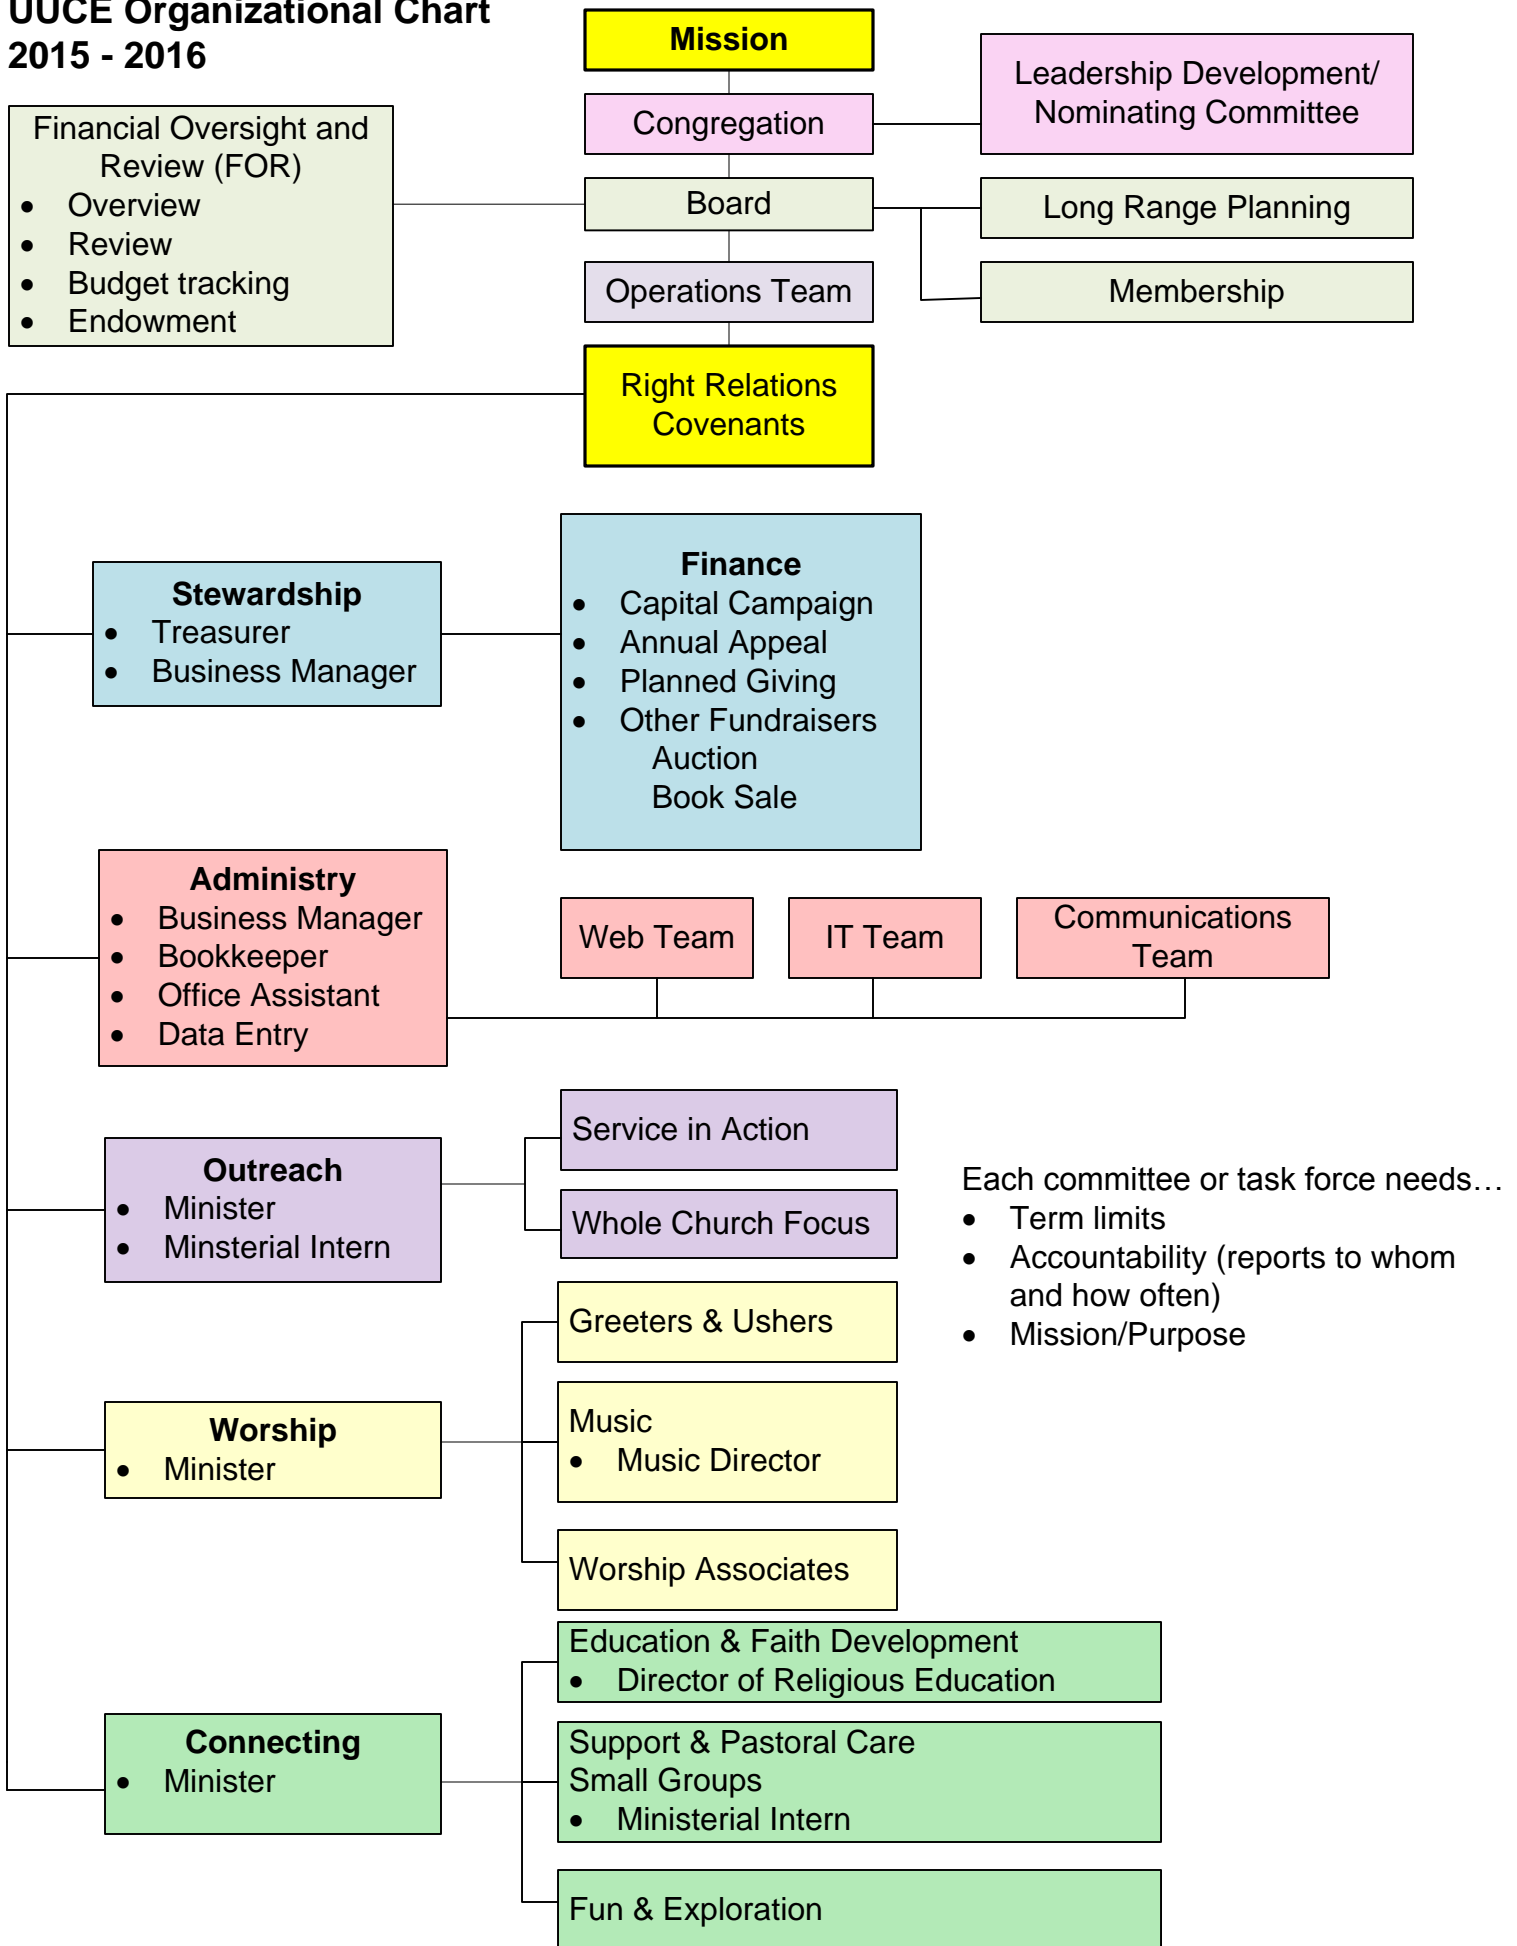 UUCE Organizational Chart
2015 - 2016
Mission
Congregation
Leadership Development/
Nominating Committee
Financial Oversight and
Review (FOR)
• Overview
• Review
• Budget tracking
• Endowment
Board
Long Range Planning
Membership
Operations Team
Right Relations
Covenants
Stewardship
• Treasurer
• Business Manager
Finance
• Capital Campaign
• Annual Appeal
• Planned Giving
• Other Fundraisers
Auction
Book Sale
Administry
• Business Manager
• Bookkeeper
• Office Assistant
• Data Entry
Web Team
IT Team
Communications
Team
Outreach
• Minister
• Minsterial Intern
Service in Action
Whole Church Focus
Each committee or task force needs…
• Term limits
• Accountability (reports to whom
and how often)
• Mission/Purpose
Worship
• Minister
Greeters & Ushers
Music
• Music Director
Worship Associates
Connecting
• Minister
Education & Faith Development
• Director of Religious Education
Support & Pastoral Care
Small Groups
• Ministerial Intern
Fun & Exploration